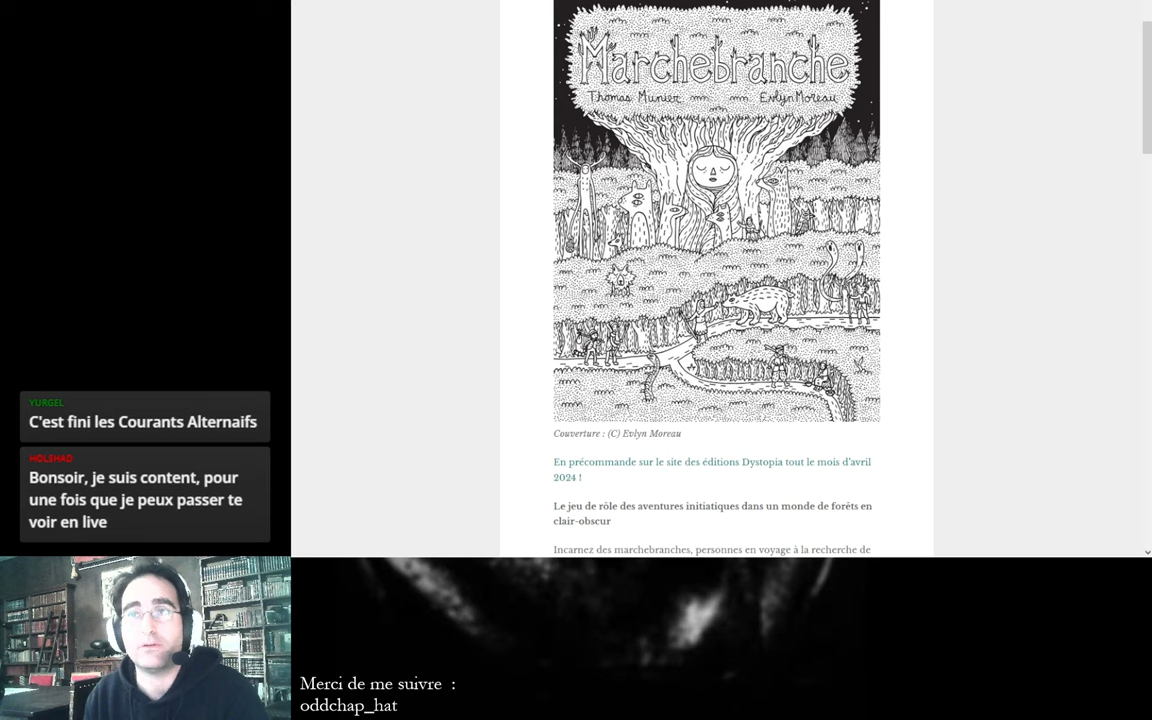 Marchebranche
Thomas Munier Evlyn Moreau
Couverture : (C) Evlyn Moreau
En précommande sur le site des éditions Dystopia tout le mois d'avril
2024 !
Le jeu de rôle des aventures initiatiques dans un monde de forêts en
clair-obscur
Incarnez des marchebranches, personnes en voyage à la recherche de
YURGEL
C'est fini les Courants Alternaifs
HOLEHAD
Bonsoir, je suis content, pour
une fois que je peux passer te
voir en live
Merci de me suivre :
oddchap_hat